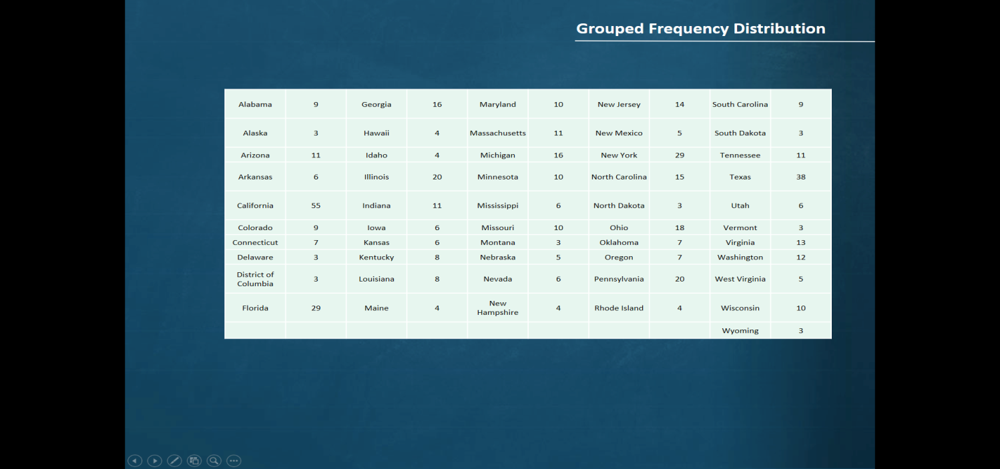 Grouped Frequency Distribution
Alabama 9 Georgia 16 Maryland 10 New Jersey 14 South Carolina 9
Alaska 3 Hawaii 4 Massachusetts 11 New Mexico 5 South Dakota 3
Arizona 11 Idaho 4 Michigan 16 New York 29 Tennessee 11
Arkansas 6 Illinois 20 Minnesota 10 North Carolina 15 Texas 38
California 55 Indiana 11 Mississippi 6 North Dakota 3 Utah 6
Colorado 9 Iowa 6 Missouri 10 Ohio 18 Vermont 3
Connecticut 7 Kansas 6 Montana 3 Oklahoma 7 Virginia 13
Delaware 3 Kentucky 8 Nebraska 5 Oregon 7 Washington 12
District of Columbia 3 Louisiana 8 Nevada 6 Pennsylvania 20 West Virginia 5
Florida 29 Maine 4 New Hampshire 4 Rhode Island 4 Wisconsin 10
Wyoming 3